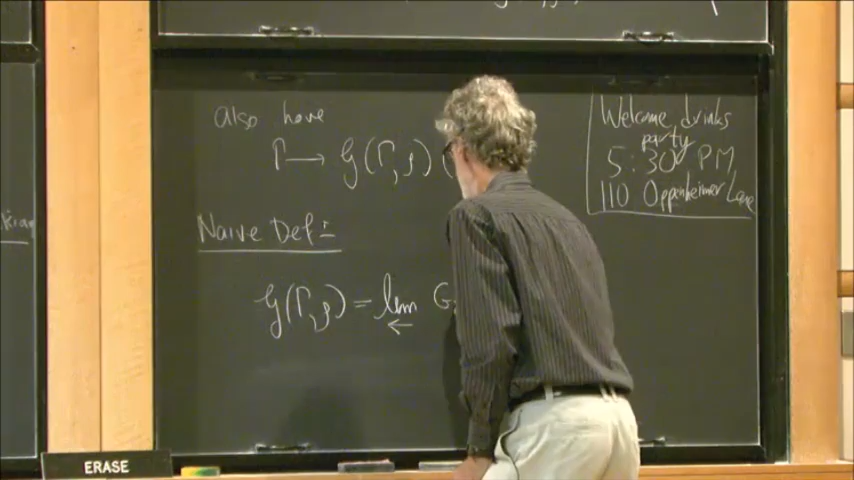 also have
Γ → 𝒢(Γ,ρ) (
Naive Def:
𝒢(Γ,ρ) = lim G
←
Welcome drinks
party
5:30 PM
110 Oppenheimer Lane
ERASE